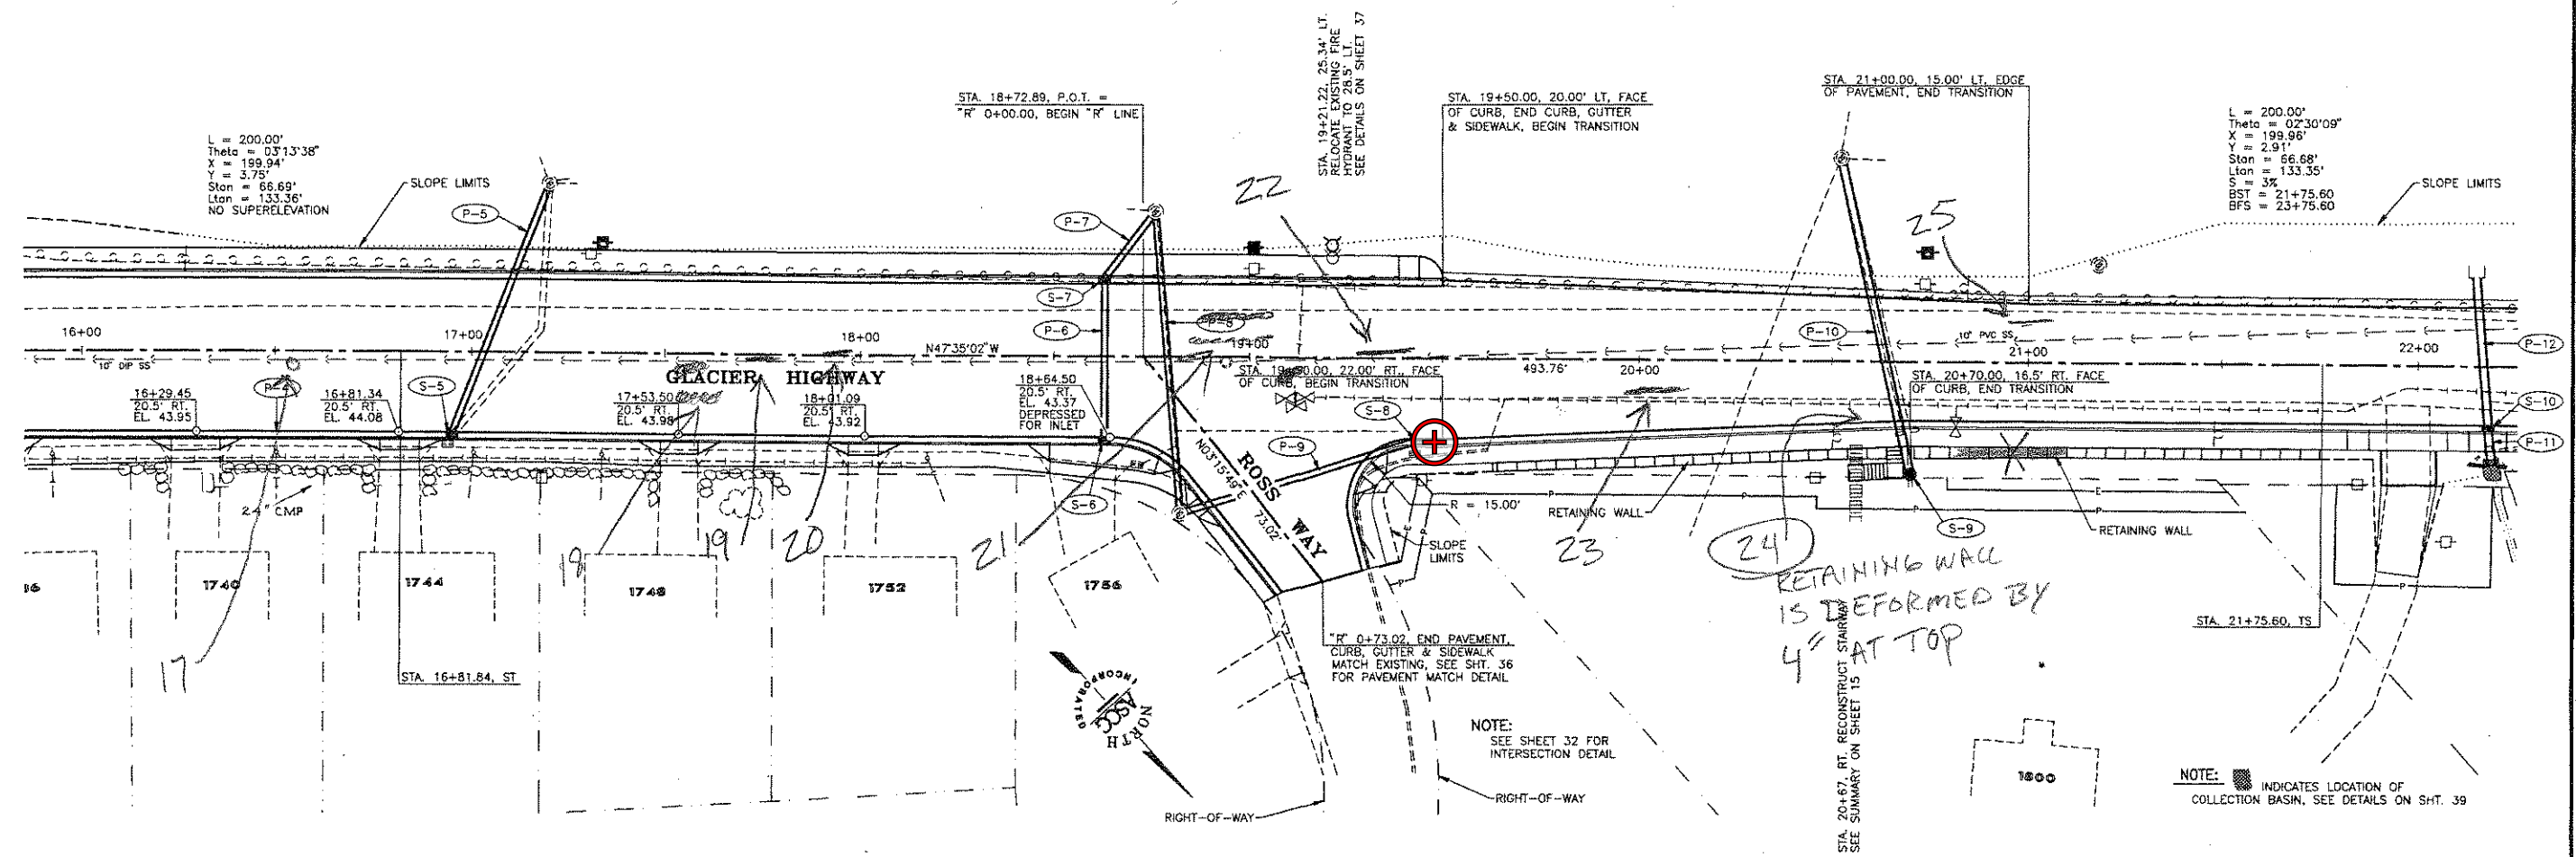 STA. 19+21.22, 25.34' LT.
RELOCATE EXISTING FIRE
HYDRANT TO 28.5' LT.
SEE DETAILS ON SHEET 37
STA. 18+72.89, P.O.T. =
"R" 0+00.00, BEGIN "R" LINE
STA. 19+50.00, 20.00' LT, FACE
OF CURB, END CURB, GUTTER
& SIDEWALK, BEGIN TRANSITION
STA. 21+00.00, 15.00' LT, EDGE
OF PAVEMENT, END TRANSITION
L = 200.00'
Theta = 03°13'38"
X = 199.94'
Y = 3.75'
Stan = 66.69'
Ltan = 133.36'
NO SUPERELEVATION
L = 200.00'
Theta = 02°30'09"
X = 199.96'
Y = 2.91'
Stan = 66.68'
Ltan = 133.35'
S = 3%
BST = 21+75.60
BFS = 23+75.60
SLOPE LIMITS
P-5
P-7
22
25
SLOPE LIMITS
S-7
P-6
P-8
P-10
16+00
17+00
18+00
19+00
20+00
21+00
22+00
10" DIP SS
N47°35'02"W
493.76'
10" PVC SS
P-12
GLACIER HIGHWAY
P-4
S-5
16+29.45
20.5' RT.
EL. 43.95
16+81.34
20.5' RT.
EL. 44.08
17+53.50
20.5' RT.
EL. 43.98
18+01.09
20.5' RT.
EL. 43.92
18+64.50
20.5' RT.
EL. 43.37
DEPRESSED
FOR INLET
22.00' RT., FACE
OF CURB, BEGIN TRANSITION
STA. 20+70.00, 16.5' RT. FACE
OF CURB, END TRANSITION
S-8
S-10
P-11
P-9
N03°15'49"E
73.02'
ROSS WAY
S-6
24" CMP
R = 15.00'
RETAINING WALL
S-9
RETAINING WALL
SLOPE
LIMITS
17
18
19
20
21
23
24
RETAINING WALL
IS DEFORMED BY
4" AT TOP
1740
1744
1748
1752
1756
1800
STA. 16+81.84, ST
STA. 21+75.60, TS
"R" 0+73.02, END PAVEMENT,
CURB, GUTTER & SIDEWALK
MATCH EXISTING, SEE SHT. 36
FOR PAVEMENT MATCH DETAIL
ASCG
INCORPORATED
NORTH
NOTE:
SEE SHEET 32 FOR
INTERSECTION DETAIL
STA. 20+67, RT. RECONSTRUCT STAIRWAY
SEE SUMMARY ON SHEET 15
RIGHT-OF-WAY
RIGHT-OF-WAY
NOTE: INDICATES LOCATION OF
COLLECTION BASIN, SEE DETAILS ON SHT. 39